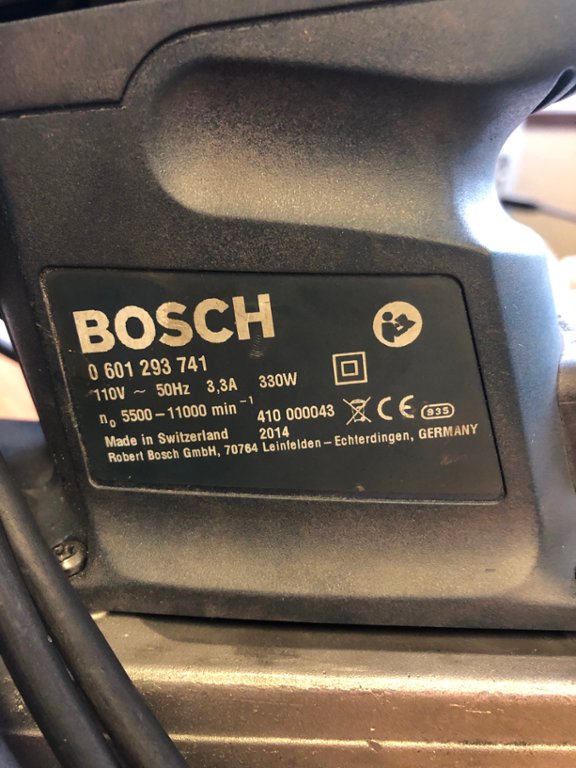 BOSCH
0 601 293 741
110V ~ 50Hz 3,3A 330W
n₀ 5500-11000 min⁻¹ 410 000043 CE 935
Made in Switzerland 2014
Robert Bosch GmbH, 70764 Leinfelden-Echterdingen, GERMANY